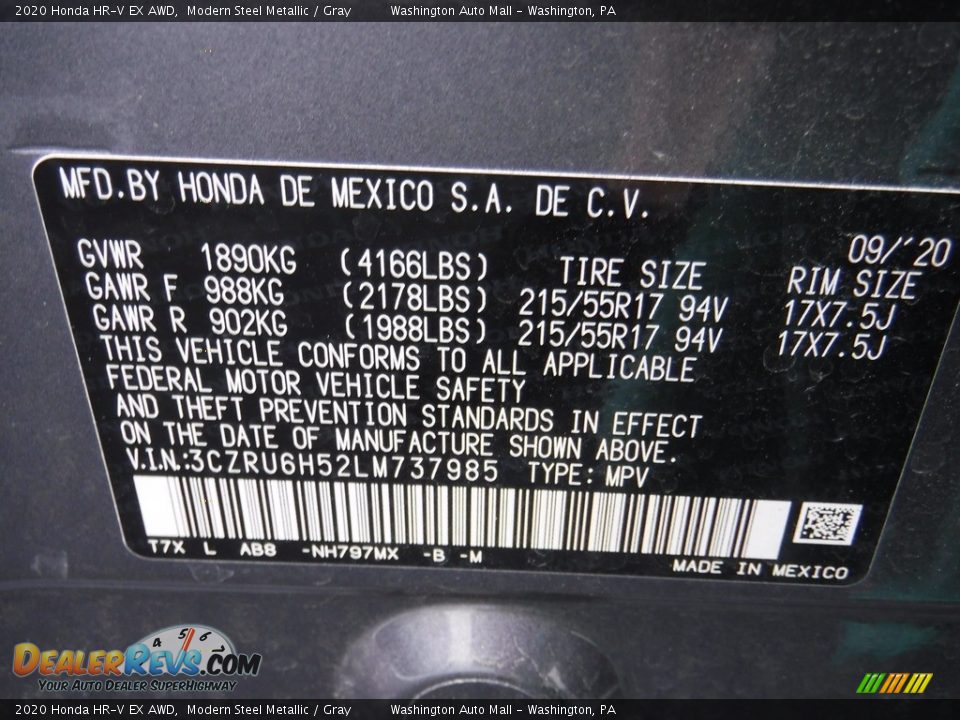 2020 Honda HR-V EX AWD,  Modern Steel Metallic / Gray    Washington Auto Mall - Washington, PA
MFD.BY HONDA DE MEXICO S.A. DE C.V.
09/'20
GVWR 1890KG (4166LBS) TIRE SIZE RIM SIZE
GAWR F 988KG (2178LBS) 215/55R17 94V 17X7.5J
GAWR R 902KG (1988LBS) 215/55R17 94V 17X7.5J
THIS VEHICLE CONFORMS TO ALL APPLICABLE
FEDERAL MOTOR VEHICLE SAFETY
AND THEFT PREVENTION STANDARDS IN EFFECT
ON THE DATE OF MANUFACTURE SHOWN ABOVE.
V.I.N.:3CZRU6H52LM737985 TYPE: MPV
T7X L AB8 -NH797MX -B -M
MADE IN MEXICO
4 5 6
DEALERREVS.COM
YOUR AUTO DEALER SUPERHIGHWAY
2020 Honda HR-V EX AWD,  Modern Steel Metallic / Gray    Washington Auto Mall - Washington, PA